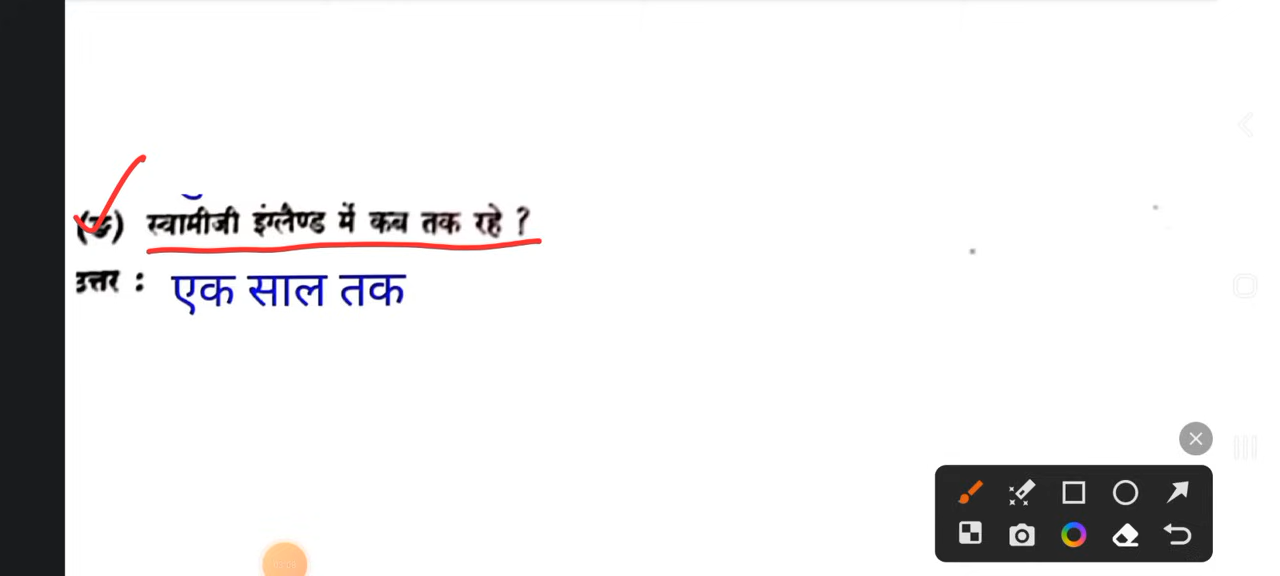 (ङ) स्वामीजी इंग्लैण्ड में कब तक रहे ?
उत्तर : एक साल तक